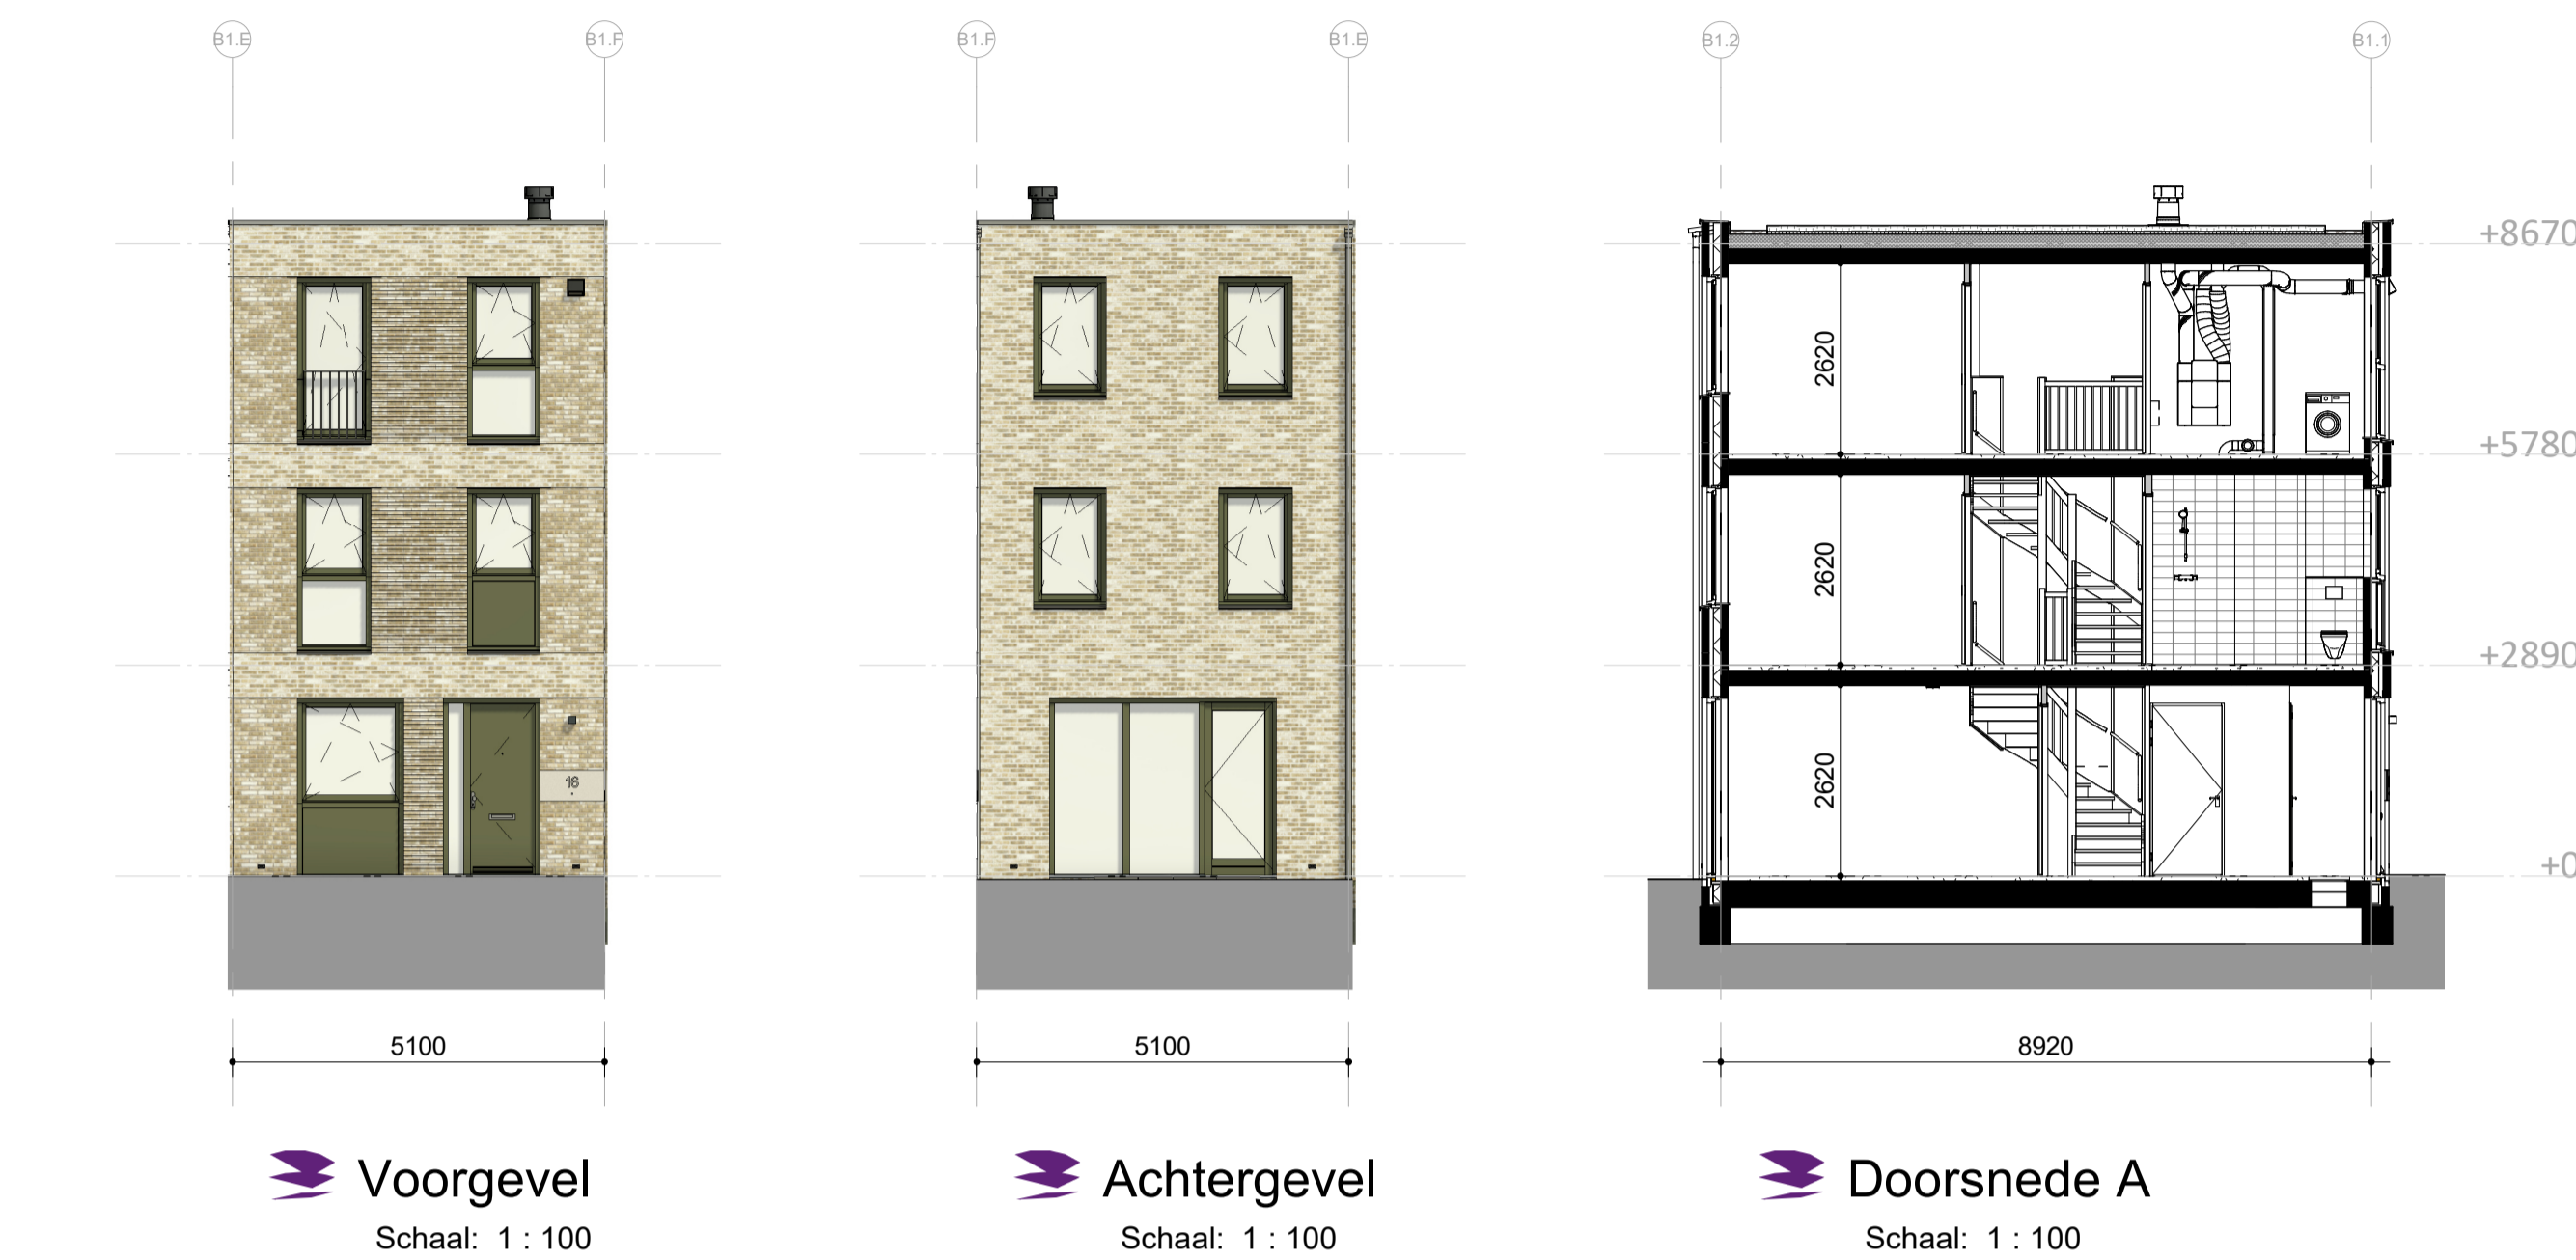 B1.E B1.F B1.F B1.E B1.2 B1.1
+8670
2620
+5780
2620
+2890
2620
16
+0
5100 5100 8920
Voorgevel
Schaal: 1 : 100
Achtergevel
Schaal: 1 : 100
Doorsnede A
Schaal: 1 : 100